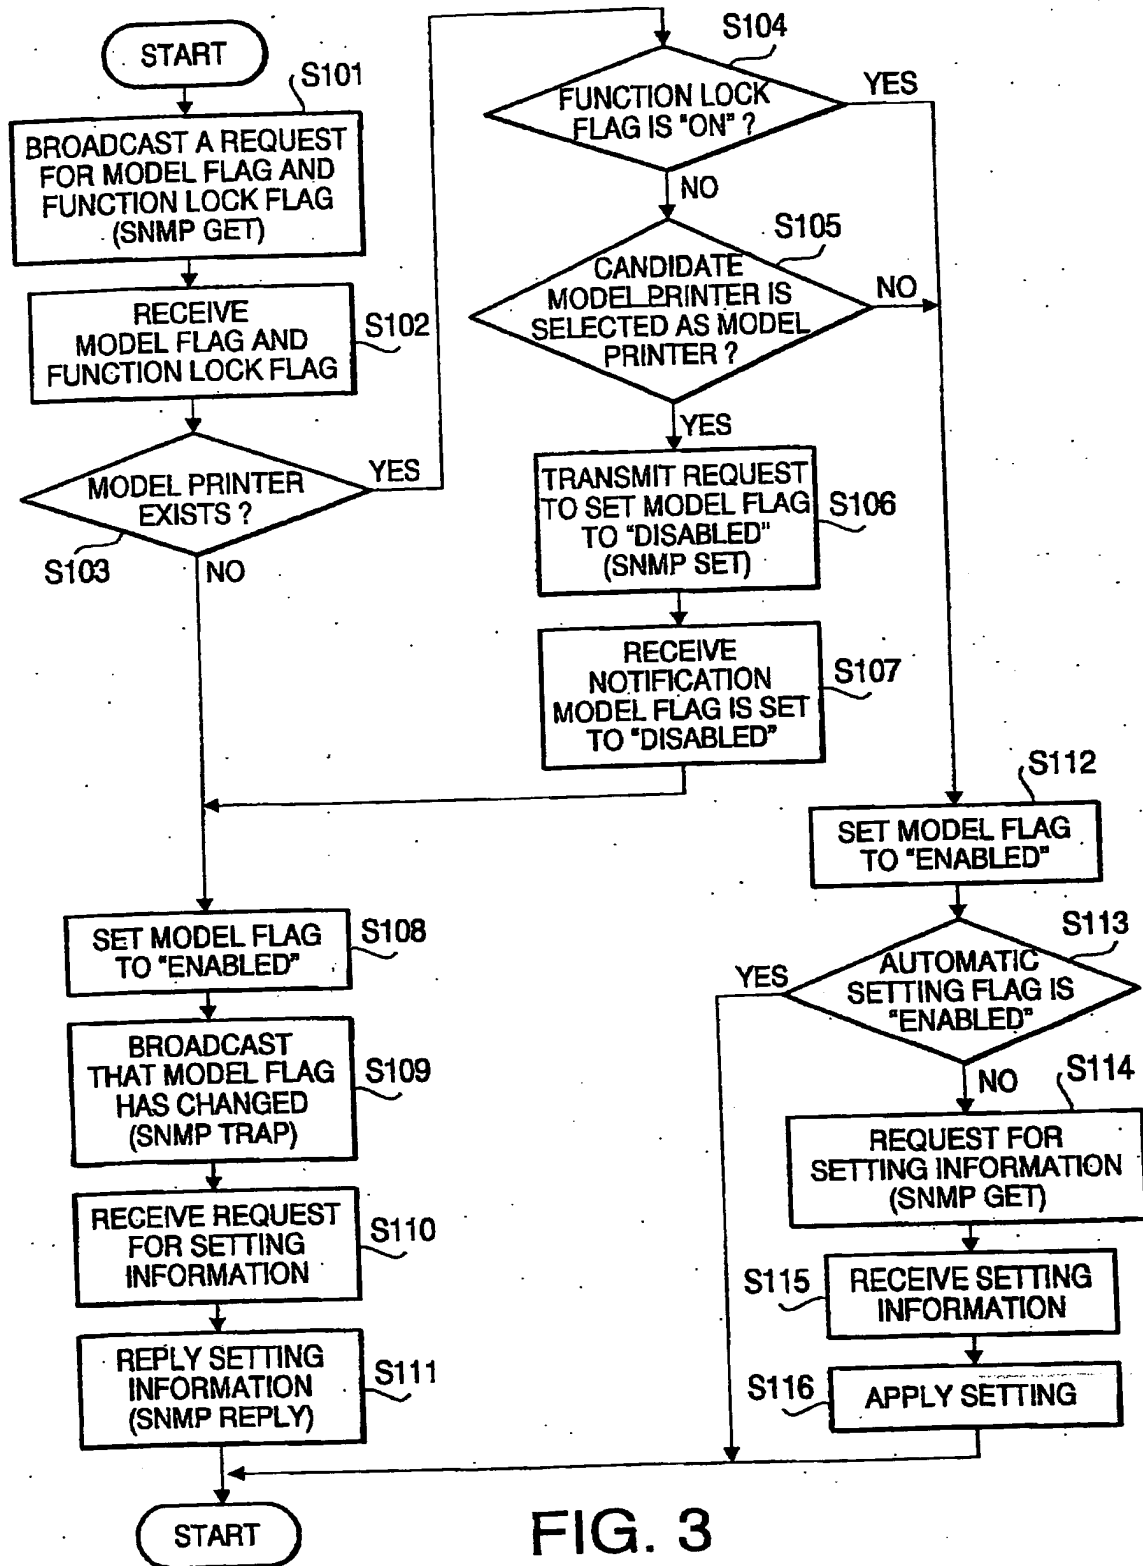 START
S101
BROADCAST A REQUEST
FOR MODEL FLAG AND
FUNCTION LOCK FLAG
(SNMP GET)
RECEIVE
MODEL FLAG AND
FUNCTION LOCK FLAG
S102
MODEL PRINTER
EXISTS ?
YES
S103
NO
S104
FUNCTION LOCK
FLAG IS "ON" ?
YES
NO
S105
CANDIDATE
MODEL PRINTER IS
SELECTED AS MODEL
PRINTER ?
NO
YES
TRANSMIT REQUEST
TO SET MODEL FLAG
TO "DISABLED"
(SNMP SET)
S106
RECEIVE
NOTIFICATION
MODEL FLAG IS SET
TO "DISABLED"
S107
SET MODEL FLAG
TO "ENABLED"
S108
BROADCAST
THAT MODEL FLAG
HAS CHANGED
(SNMP TRAP)
S109
RECEIVE REQUEST
FOR SETTING
INFORMATION
S110
REPLY SETTING
INFORMATION
(SNMP REPLY)
S111
S112
SET MODEL FLAG
TO "ENABLED"
S113
AUTOMATIC
SETTING FLAG IS
"ENABLED"
YES
NO
S114
REQUEST FOR
SETTING INFORMATION
(SNMP GET)
S115
RECEIVE SETTING
INFORMATION
S116
APPLY SETTING
START
FIG. 3